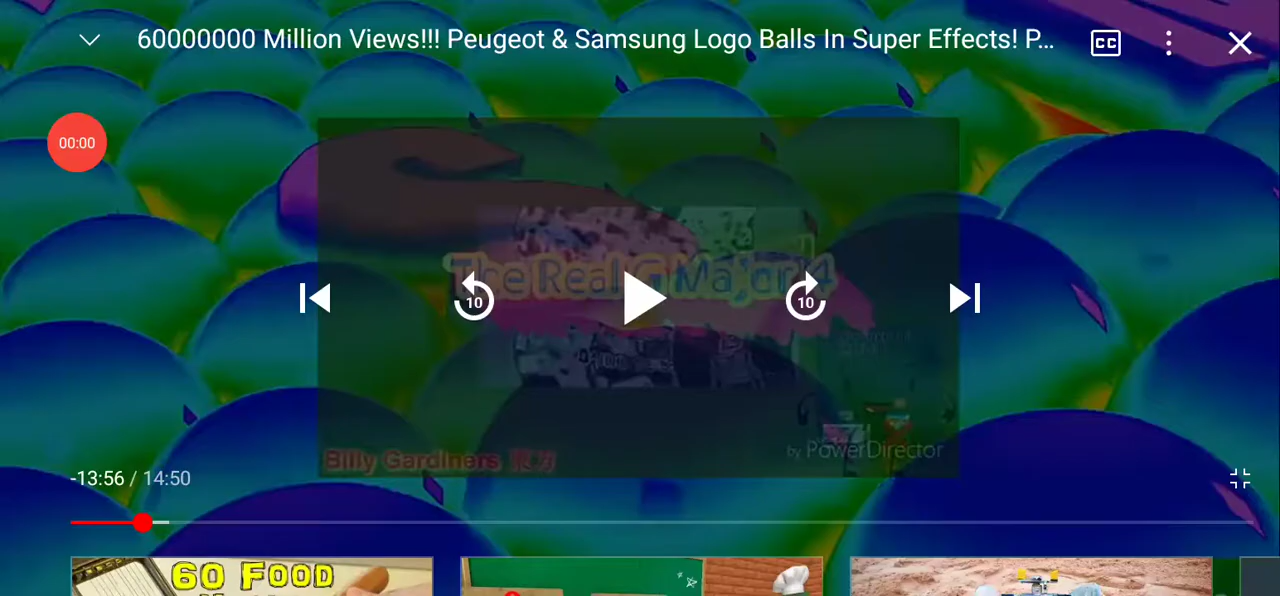 60000000 Million Views!!! Peugeot & Samsung Logo Balls In Super Effects! P...
CC
00:00
The Real G Major 4
10
10
by PowerDirector
Billy Gardiners
-13:56 / 14:50
60 FOOD